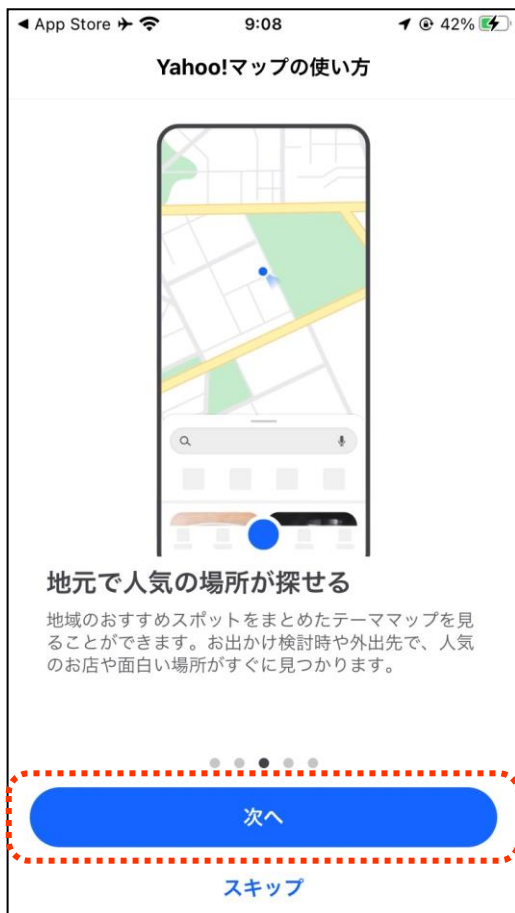 ◀ App Store 9:08 42%
Yahoo!マップの使い方
地元で人気の場所が探せる
地域のおすすめスポットをまとめたテーママップを見
ることができます。お出かけ検討時や外出先で、人気
のお店や面白い場所がすぐに見つかります。
次へ
スキップ